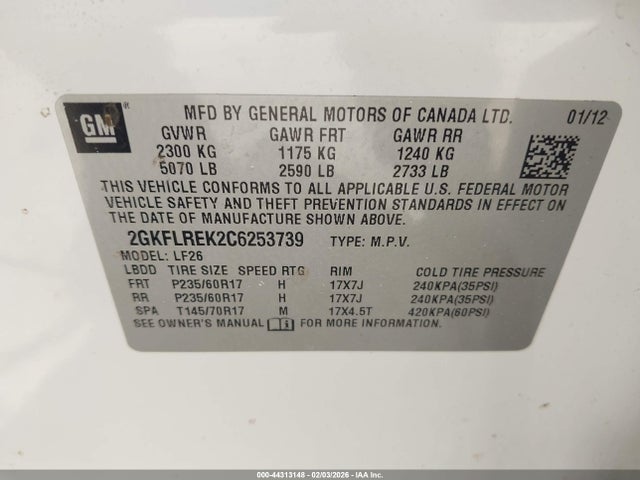 GM
MFD BY GENERAL MOTORS OF CANADA LTD. 01/12
GVWR GAWR FRT GAWR RR
2300 KG 1175 KG 1240 KG
5070 LB 2590 LB 2733 LB
THIS VEHICLE CONFORMS TO ALL APPLICABLE U.S. FEDERAL MOTOR
VEHICLE SAFETY AND THEFT PREVENTION STANDARDS IN EFFECT ON
THE DATE OF MANUFACTURE SHOWN ABOVE.
2GKFLREK2C6253739 TYPE: M.P.V.
MODEL: LF26
LBDD TIRE SIZE SPEED RTG RIM COLD TIRE PRESSURE
FRT P235/60R17 H 17X7J 240KPA(35PSI)
RR P235/60R17 H 17X7J 240KPA(35PSI)
SPA T145/70R17 M 17X4.5T 420KPA(60PSI)
SEE OWNER'S MANUAL FOR MORE INFORMATION.
000-44313148 - 02/03/2026 - IAA Inc.